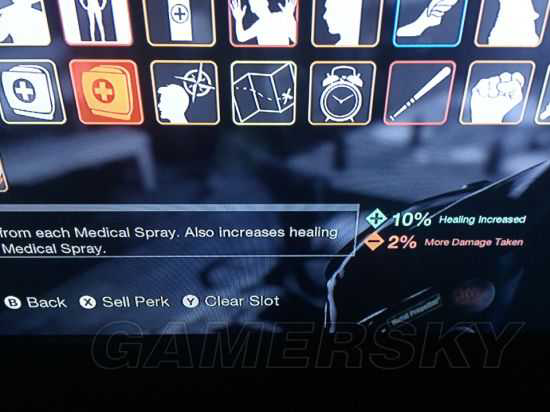 from each Medical Spray. Also increases healing
Medical Spray.
10% Healing Increased
2% More Damage Taken
B Back X Sell Perk Y Clear Slot
GAMERSKY